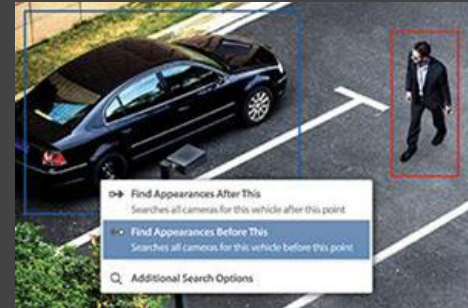 Find Appearances After This
Searches all cameras for this vehicle after this point
Find Appearances Before This
Searches all cameras for this vehicle before this point
Additional Search Options